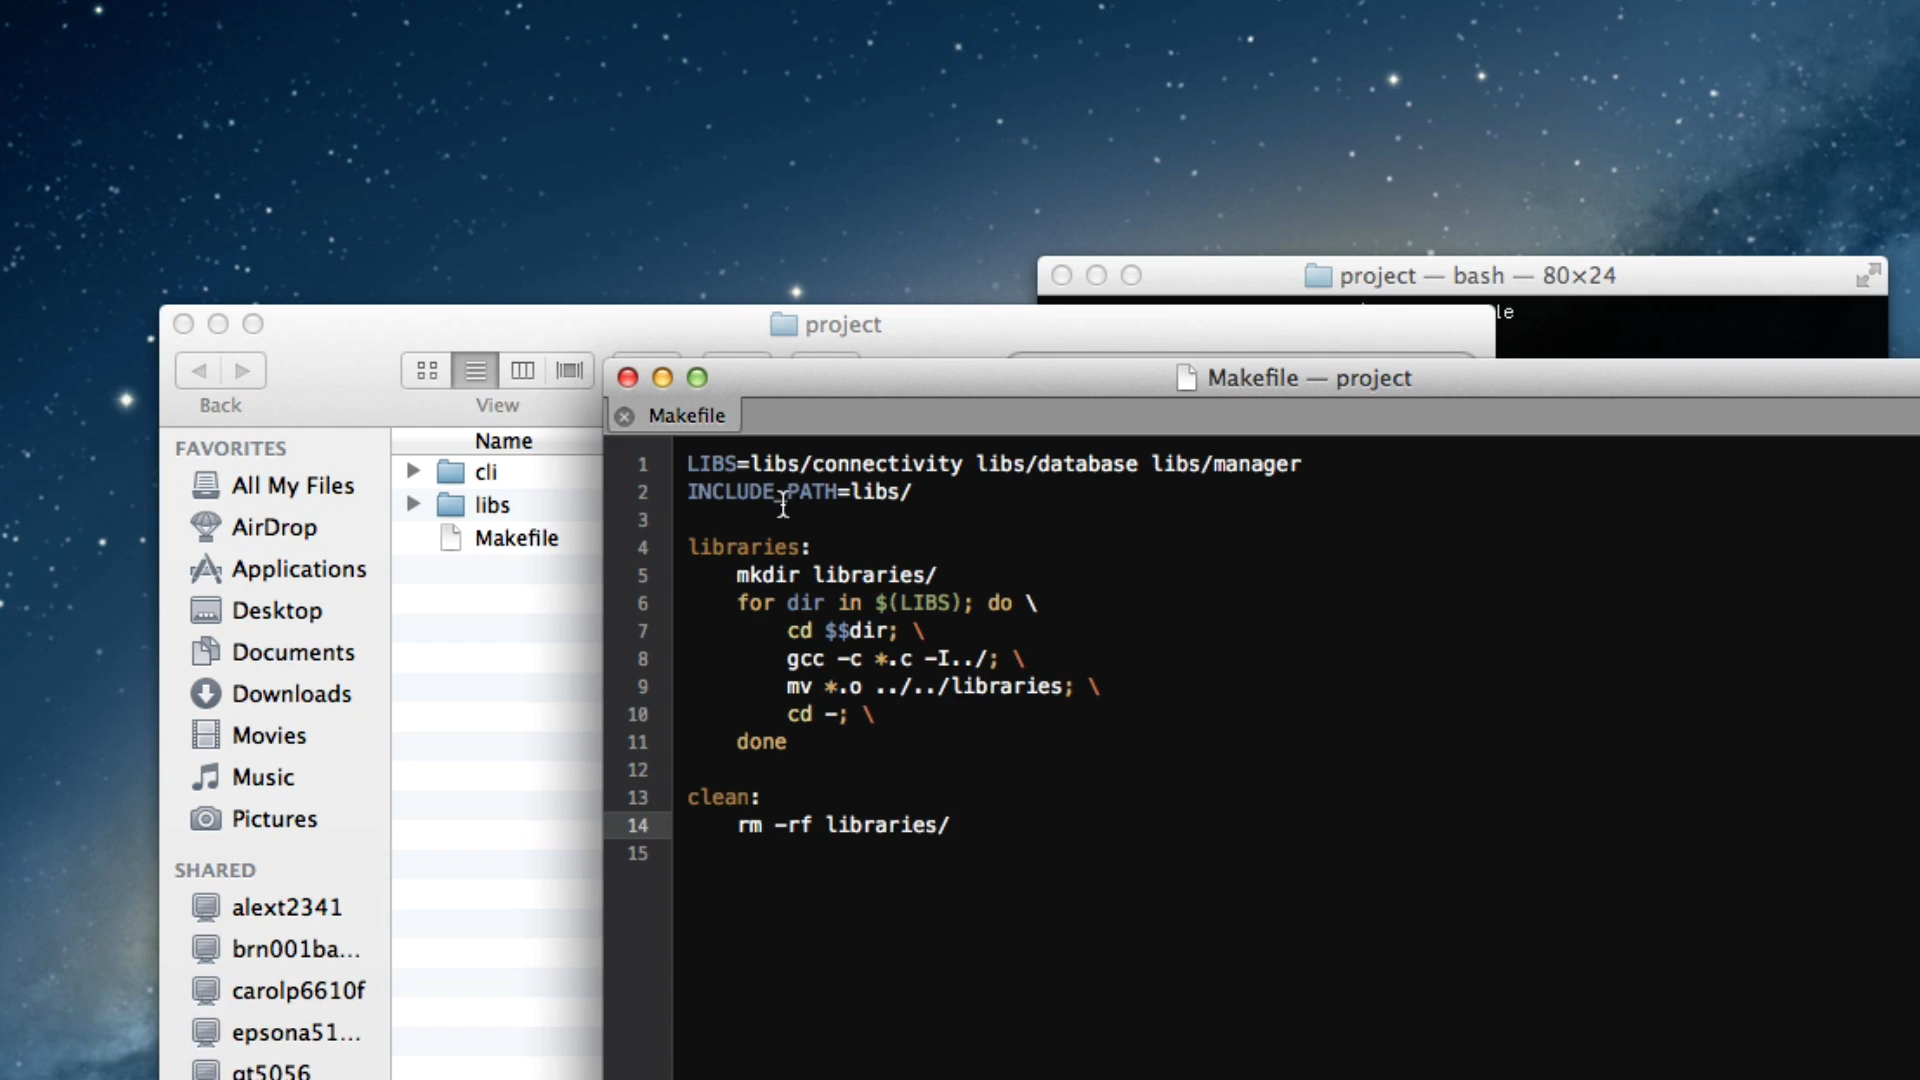 project — bash — 80×24
le
project
Back
View
Makefile — project
Makefile
FAVORITES
All My Files
AirDrop
Applications
Desktop
Documents
Downloads
Movies
Music
Pictures
SHARED
alext2341
brn001ba...
carolp6610f
epsona51...
qt5056
Name
cli
libs
Makefile
1 LIBS=libs/connectivity libs/database libs/manager
2 INCLUDE_PATH=libs/
3
4 libraries:
5 mkdir libraries/
6 for dir in $(LIBS); do \
7 cd $$dir; \
8 gcc -c *.c -I../; \
9 mv *.o ../../libraries; \
10 cd -; \
11 done
12
13 clean:
14 rm -rf libraries/
15